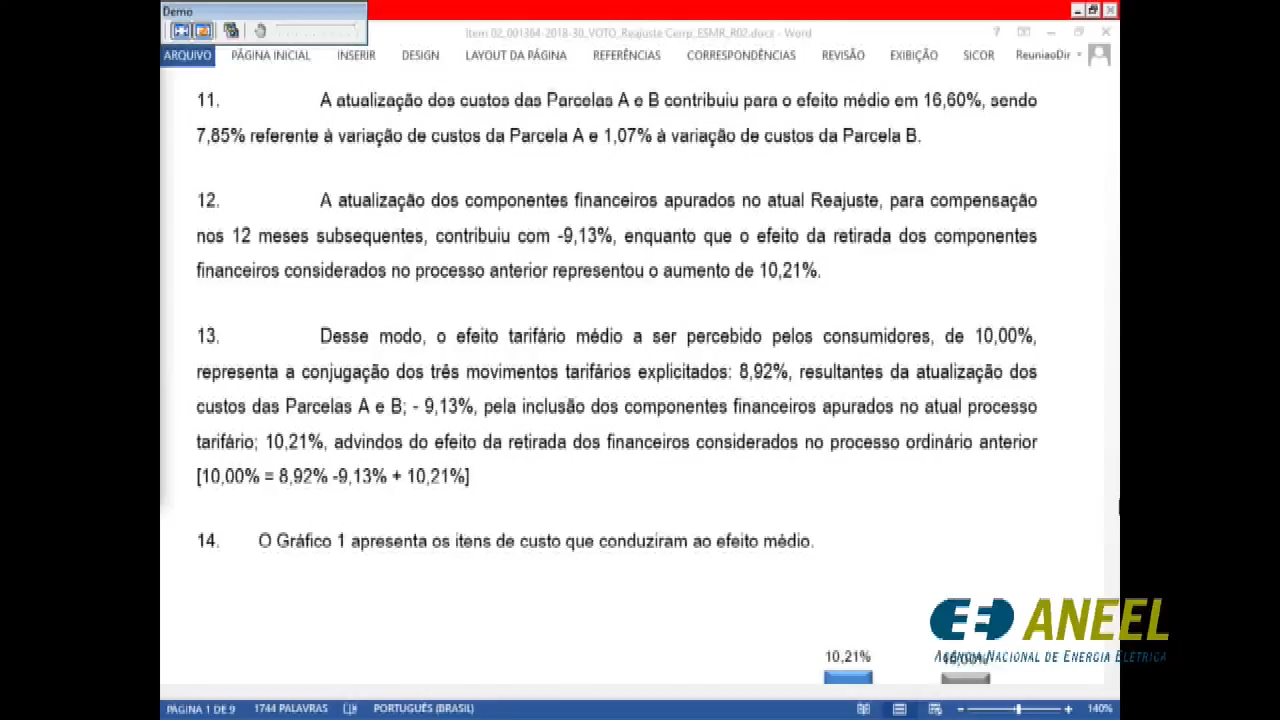 Demo
Item 02_001364-2018-30_VOTO_Reajuste Cerrp_ESMR_R02.docx - Word
ARQUIVO PÁGINA INICIAL INSERIR DESIGN LAYOUT DA PÁGINA REFERÊNCIAS CORRESPONDÊNCIAS REVISÃO EXIBIÇÃO SICOR ReuniaoDir
11. A atualização dos custos das Parcelas A e B contribuiu para o efeito médio em 16,60%, sendo
7,85% referente à variação de custos da Parcela A e 1,07% à variação de custos da Parcela B.
12. A atualização dos componentes financeiros apurados no atual Reajuste, para compensação
nos 12 meses subsequentes, contribuiu com -9,13%, enquanto que o efeito da retirada dos componentes
financeiros considerados no processo anterior representou o aumento de 10,21%.
13. Desse modo, o efeito tarifário médio a ser percebido pelos consumidores, de 10,00%,
representa a conjugação dos três movimentos tarifários explicitados: 8,92%, resultantes da atualização dos
custos das Parcelas A e B; - 9,13%, pela inclusão dos componentes financeiros apurados no atual processo
tarifário; 10,21%, advindos do efeito da retirada dos financeiros considerados no processo ordinário anterior
[10,00% = 8,92% -9,13% + 10,21%]
14. O Gráfico 1 apresenta os itens de custo que conduziram ao efeito médio.
ANEEL
AGÊNCIA NACIONAL DE ENERGIA ELÉTRICA
10,21%
PÁGINA 1 DE 9 1744 PALAVRAS PORTUGUÊS (BRASIL) 140%